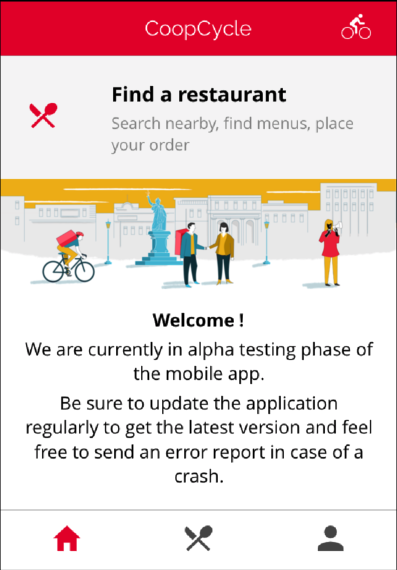 CoopCycle
Find a restaurant
Search nearby, find menus, place
your order
Welcome !
We are currently in alpha testing phase of
the mobile app.
Be sure to update the application
regularly to get the latest version and feel
free to send an error report in case of a
crash.